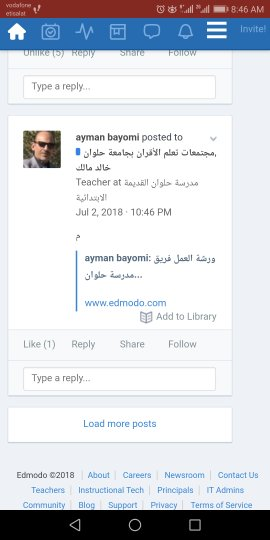 vodafone
etisalat
8:46 AM
Invite!
Unlike (5) Reply Share Follow
Type a reply...
ayman bayomi posted to
مجتمعات تعلم الأقران بجامعة حلوان,
خالد مالك
Teacher at مدرسة حلوان القديمة
الابتدائية
Jul 2, 2018 · 10:46 PM
م
ayman bayomi: ورشة العمل فريق
مدرسة حلوان...
www.edmodo.com
Add to Library
Like (1) Reply Share Follow
Type a reply...
Load more posts
Edmodo ©2018 | About | Careers | Newsroom | Contact Us
Teachers | Instructional Tech | Principals | IT Admins
Community | Blog | Support | Privacy | Terms of Service